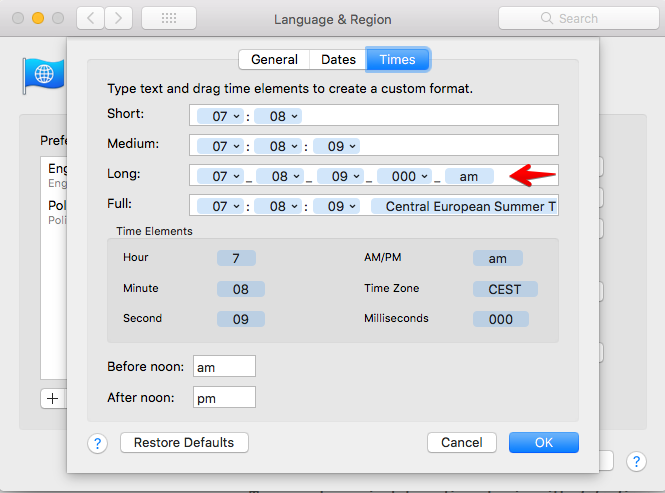 Language & Region
Search
General Dates Times
Type text and drag time elements to create a custom format.
Short: 07 : 08
Medium: 07 : 08 : 09
Long: 07 _ 08 _ 09 _ 000 _ am
Full: 07 : 08 : 09 Central European Summer T
Time Elements
Hour 7 AM/PM am
Minute 08 Time Zone CEST
Second 09 Milliseconds 000
Before noon: am
After noon: pm
? Restore Defaults Cancel OK
Prefe
Eng
Eng
Pol
Poli
+
?